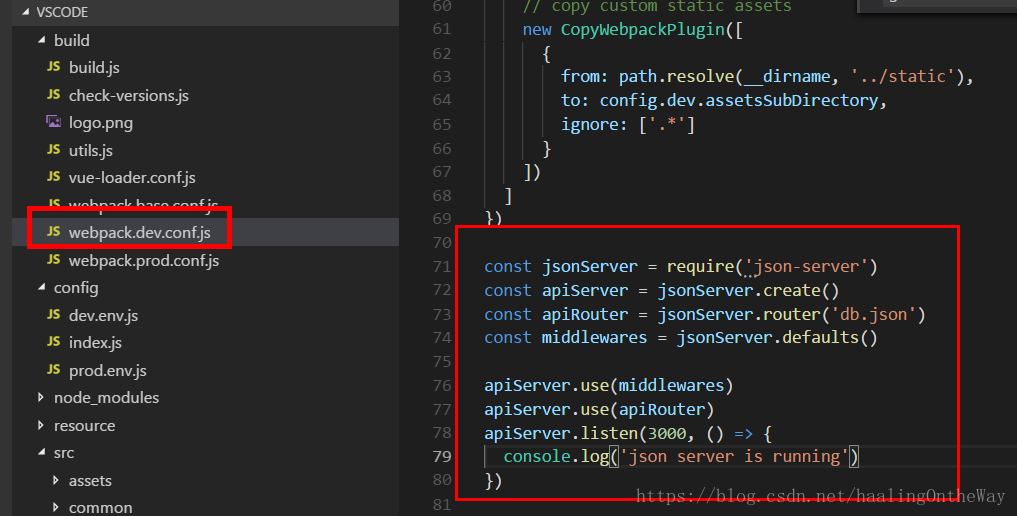 VSCODE
build
JS build.js
JS check-versions.js
logo.png
JS utils.js
JS vue-loader.conf.js
JS webpack.base.conf.js
JS webpack.dev.conf.js
JS webpack.prod.conf.js
config
JS dev.env.js
JS index.js
JS prod.env.js
node_modules
resource
src
assets
common
60 // copy custom static assets
61 new CopyWebpackPlugin([
62 {
63 from: path.resolve(__dirname, '../static'),
64 to: config.dev.assetsSubDirectory,
65 ignore: ['.*']
66 }
67 ])
68 ]
69 })
70
71 const jsonServer = require('json-server')
72 const apiServer = jsonServer.create()
73 const apiRouter = jsonServer.router('db.json')
74 const middlewares = jsonServer.defaults()
75
76 apiServer.use(middlewares)
77 apiServer.use(apiRouter)
78 apiServer.listen(3000, () => {
79 console.log('json server is running')
80 })
81
https://blog.csdn.net/haalingOntheWay